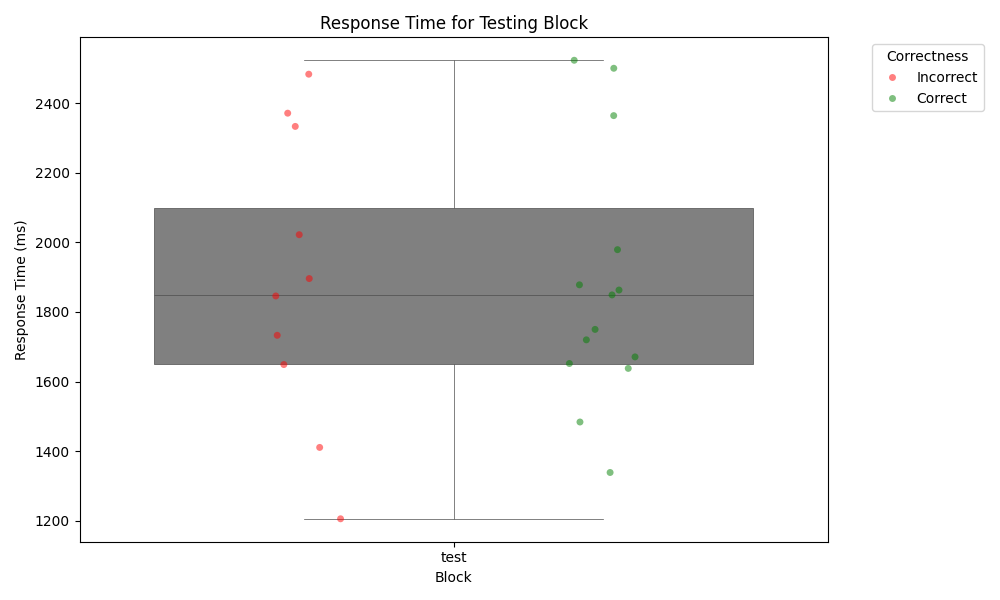 Response Time for Testing Block
Correctness
Incorrect
Correct
2400
2200
2000
1800
1600
1400
1200
Response Time (ms)
test
Block